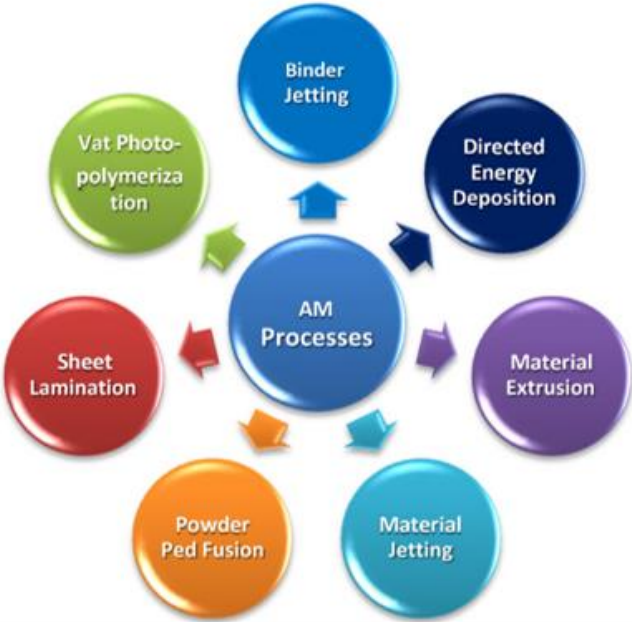 Binder
Jetting
Directed
Energy
Deposition
Material
Extrusion
Material
Jetting
Powder
Ped Fusion
Sheet
Lamination
Vat Photo-
polymeriza
tion
AM
Processes